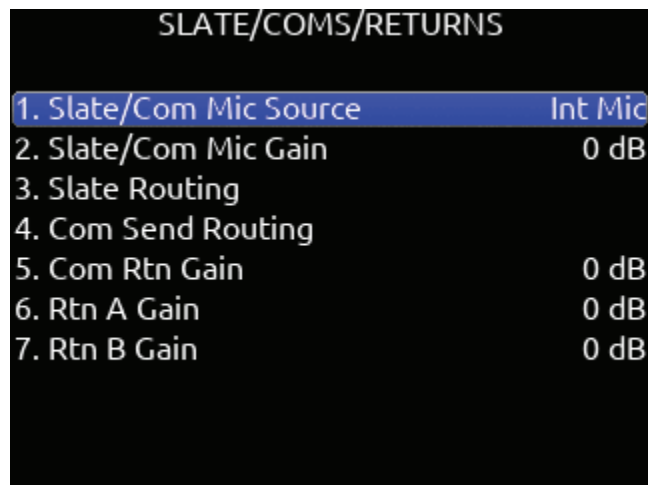 SLATE/COMS/RETURNS
1. Slate/Com Mic Source Int Mic
2. Slate/Com Mic Gain 0 dB
3. Slate Routing
4. Com Send Routing
5. Com Rtn Gain 0 dB
6. Rtn A Gain 0 dB
7. Rtn B Gain 0 dB